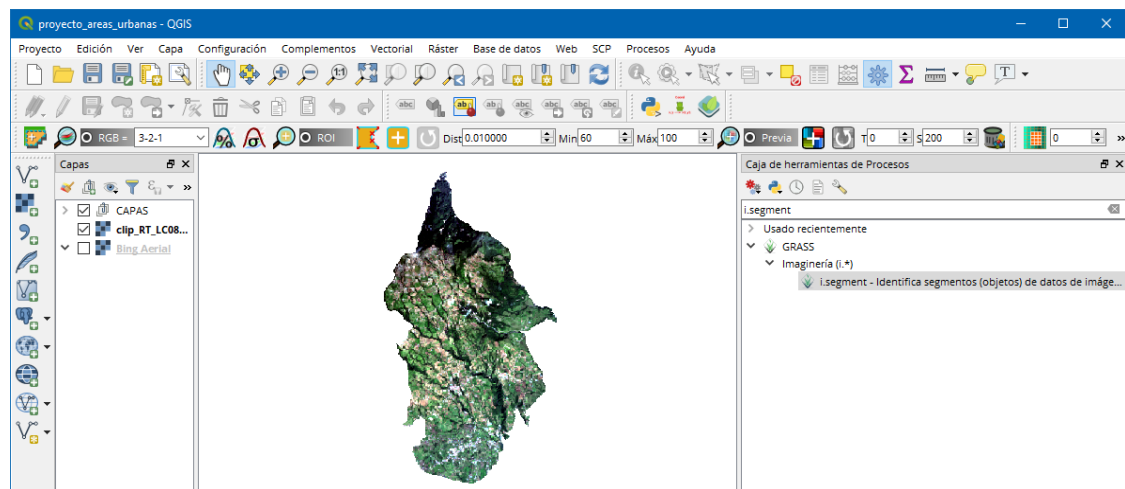 proyecto_areas_urbanas - QGIS
Proyecto Edición Ver Capa Configuración Complementos Vectorial Ráster Base de datos Web SCP Procesos Ayuda
RGB = 3-2-1 ROI Dist 0.010000 Min 60 Máx 100 Previa T 0 S 200 0 »
Capas
Caja de herramientas de Procesos
»
i.segment
CAPAS
Usado recientemente
clip_RT_LC08...
GRASS
Bing Aerial
Imaginería (i.*)
i.segment - Identifica segmentos (objetos) de datos de imáge...